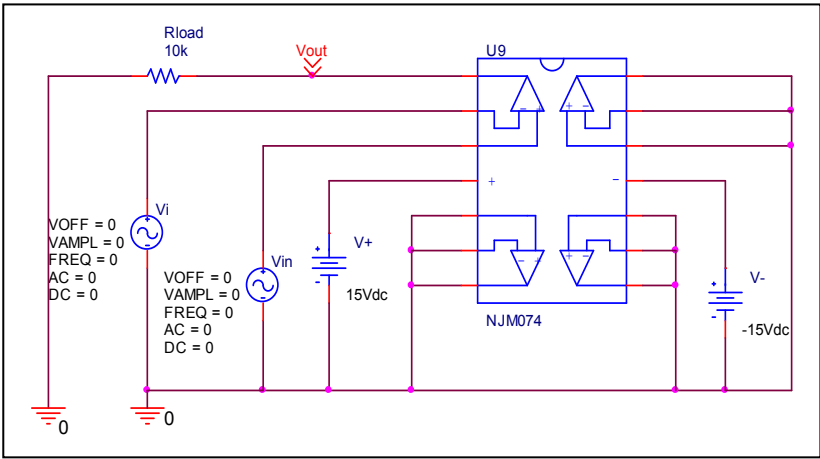 Rload
10k
Vout
U9
- +
+ -
+
-
Vi
VOFF = 0
VAMPL = 0
FREQ = 0
AC = 0
DC = 0
+
-
Vin
VOFF = 0
VAMPL = 0
FREQ = 0
AC = 0
DC = 0
+
-
V+
+
-
15Vdc
- +
+ -
NJM074
V-
+
-
-15Vdc
0
0